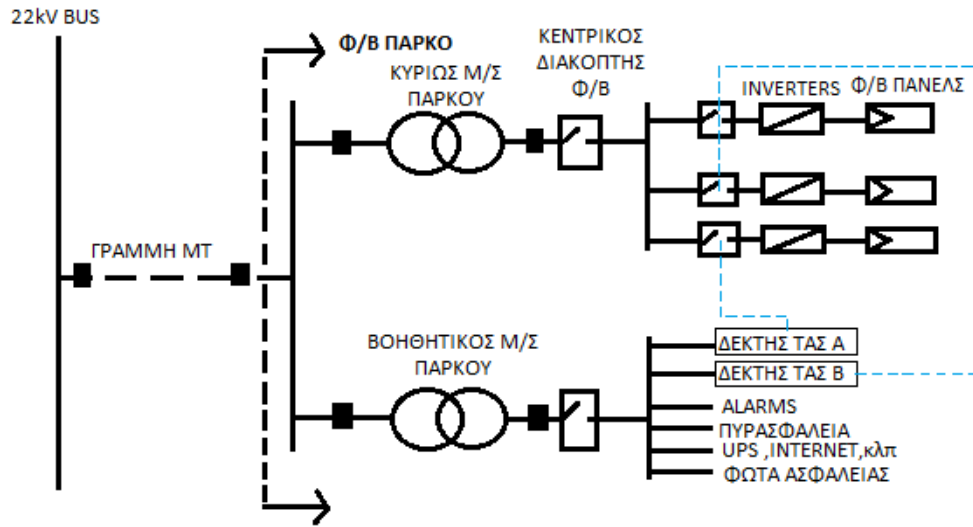 22kV BUS
Φ/Β ΠΑΡΚΟ
ΚΥΡΙΩΣ Μ/Σ
ΠΑΡΚΟΥ
ΚΕΝΤΡΙΚΟΣ
ΔΙΑΚΟΠΤΗΣ
Φ/Β
INVERTERS
Φ/Β ΠΑΝΕΛΣ
ΓΡΑΜΜΗ ΜΤ
ΒΟΗΘΗΤΙΚΟΣ Μ/Σ
ΠΑΡΚΟΥ
ΔΕΚΤΗΣ ΤΑΣ Α
ΔΕΚΤΗΣ ΤΑΣ Β
ALARMS
ΠΥΡΑΣΦΑΛΕΙΑ
UPS ,INTERNET,κλπ
ΦΩΤΑ ΑΣΦΑΛΕΙΑΣ